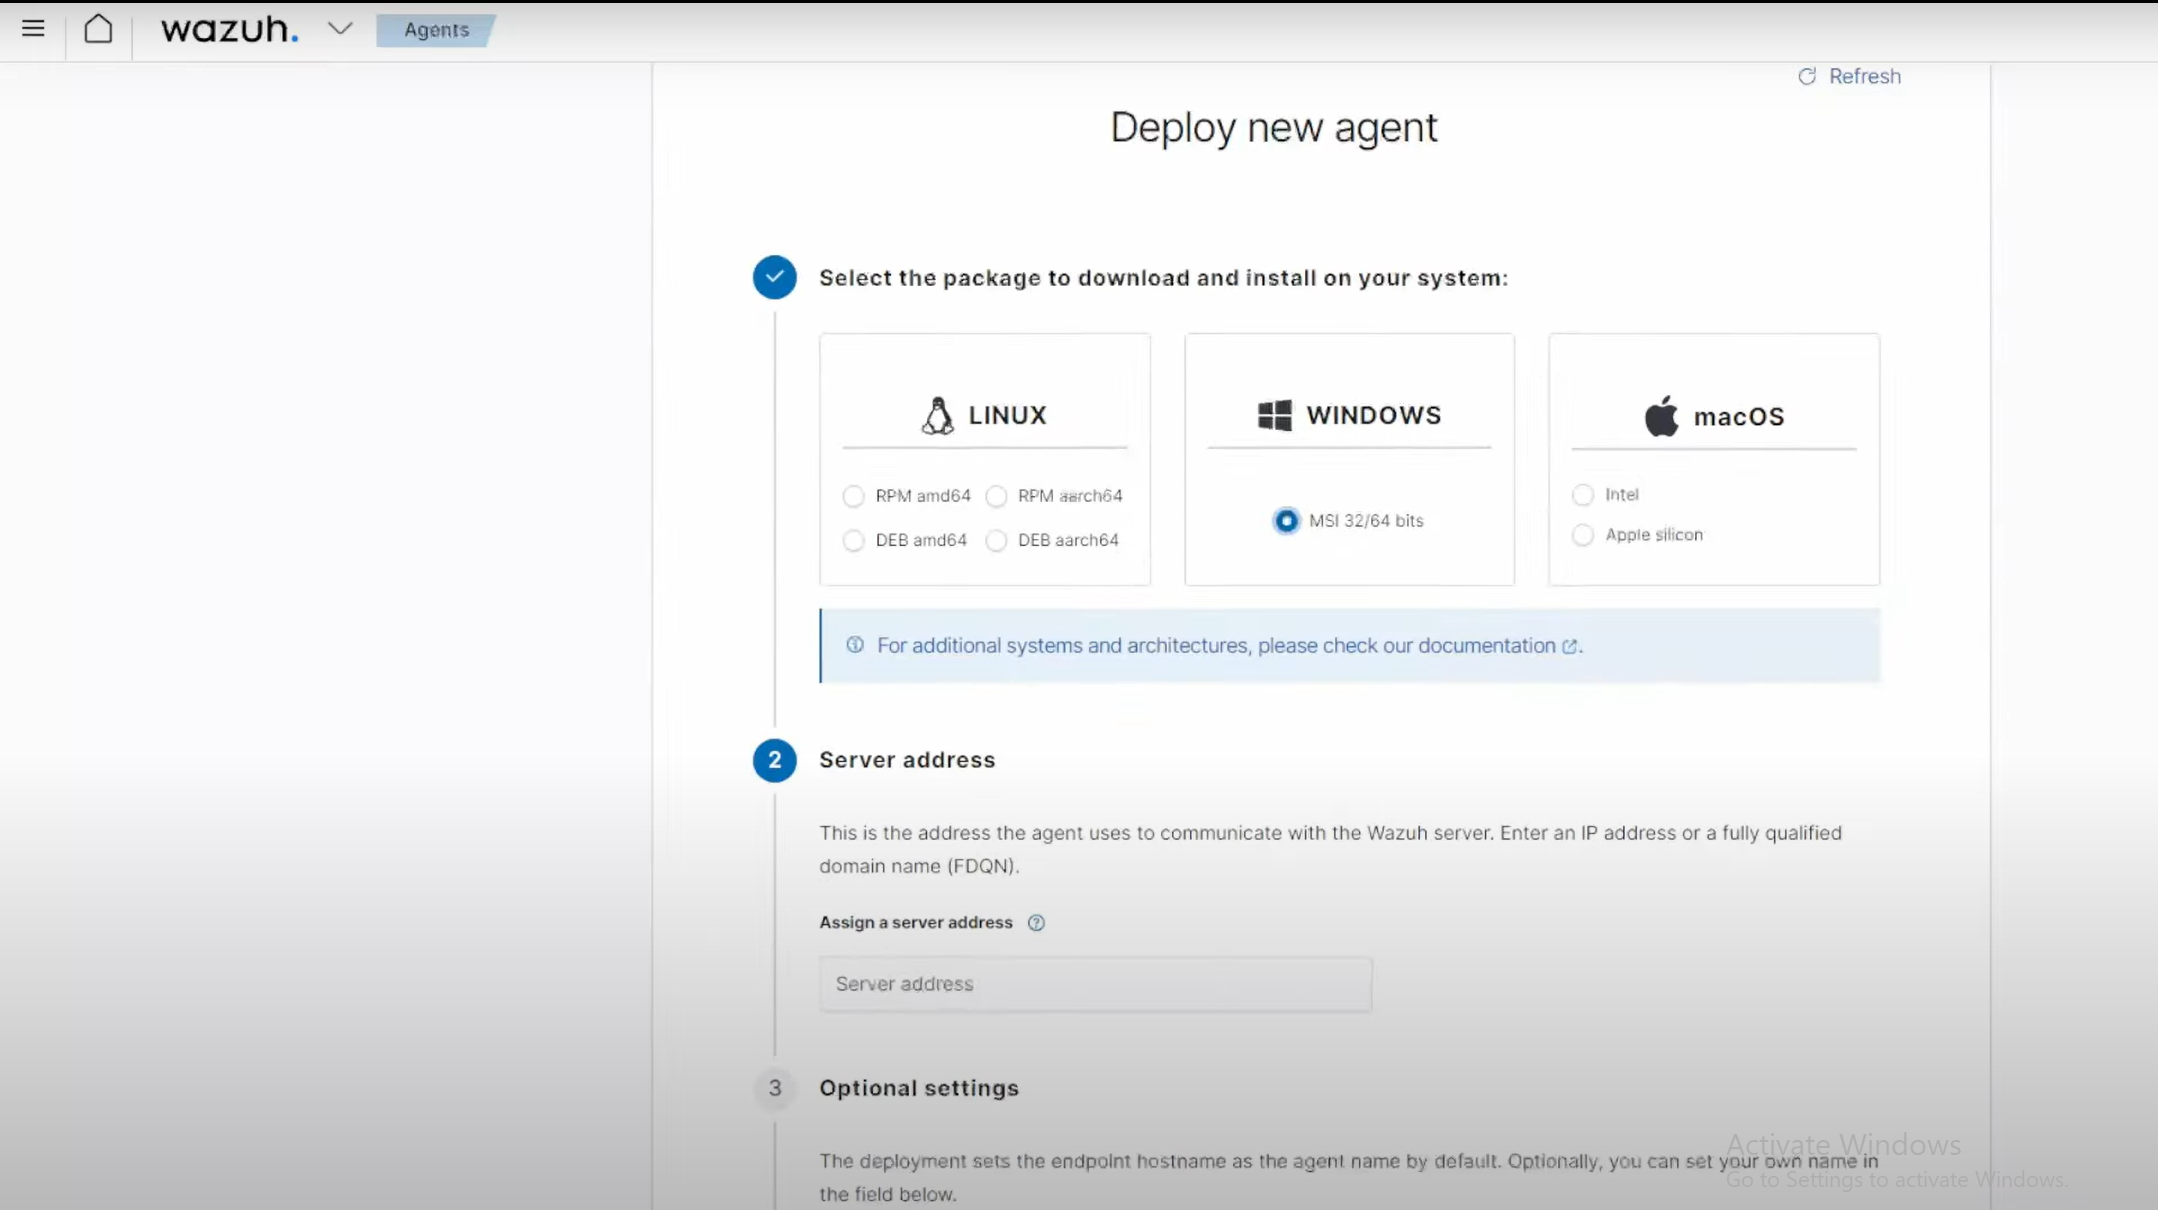 wazuh.
Agents
Refresh
Deploy new agent
Select the package to download and install on your system:
LINUX
RPM amd64
RPM aarch64
DEB amd64
DEB aarch64
WINDOWS
MSI 32/64 bits
macOS
Intel
Apple silicon
For additional systems and architectures, please check our documentation.
2
Server address
This is the address the agent uses to communicate with the Wazuh server. Enter an IP address or a fully qualified
domain name (FDQN).
Assign a server address
Server address
3
Optional settings
The deployment sets the endpoint hostname as the agent name by default. Optionally, you can set your own name in
the field below.
Activate Windows
Go to Settings to activate Windows.